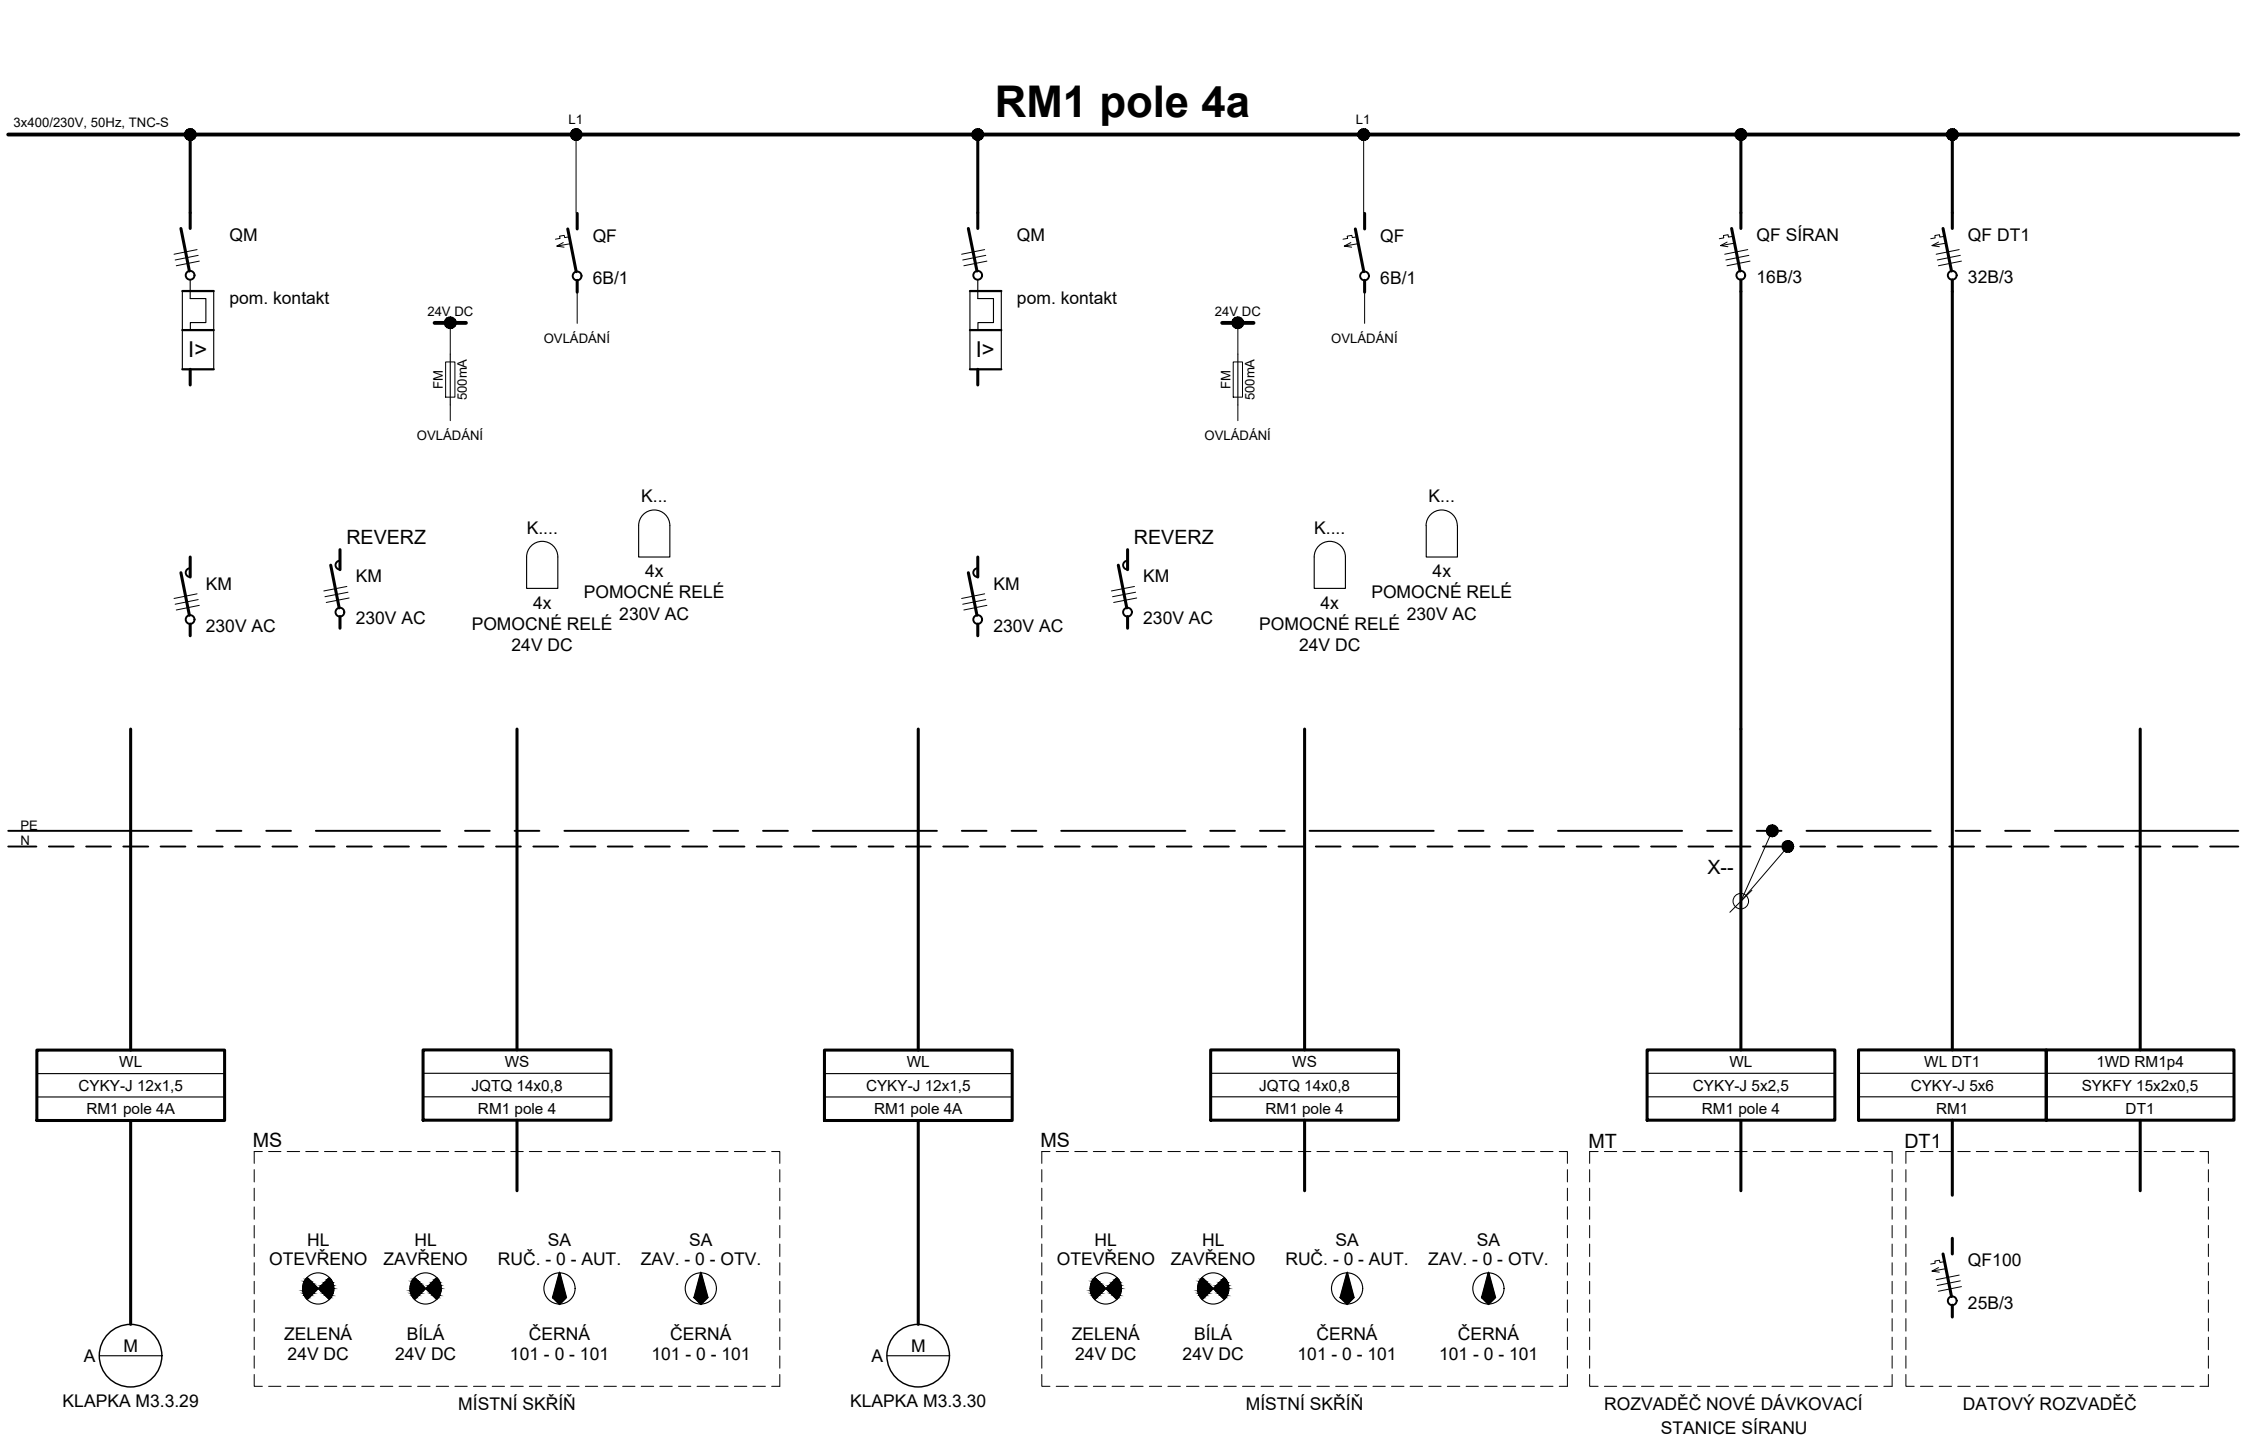 RM1 pole 4a
3x400/230V, 50Hz, TNC-S
L1
L1
QM
QF
QM
QF
QF SÍRAN
QF DT1
6B/1
6B/1
16B/3
32B/3
pom. kontakt
pom. kontakt
24V DC
24V DC
OVLÁDÁNÍ
OVLÁDÁNÍ
I>
I>
FM
500mA
FM
500mA
OVLÁDÁNÍ
OVLÁDÁNÍ
K...
K...
K....
K....
REVERZ
REVERZ
KM
KM
4x
POMOCNÉ RELÉ
230V AC
KM
KM
4x
POMOCNÉ RELÉ
230V AC
230V AC
230V AC
4x
POMOCNÉ RELÉ
24V DC
230V AC
230V AC
4x
POMOCNÉ RELÉ
24V DC
PE
N
X--
WL
CYKY-J 12x1,5
RM1 pole 4A
WS
JQTQ 14x0,8
RM1 pole 4
WL
CYKY-J 12x1,5
RM1 pole 4A
WS
JQTQ 14x0,8
RM1 pole 4
WL
CYKY-J 5x2,5
RM1 pole 4
WL DT1
CYKY-J 5x6
RM1
1WD RM1p4
SYKFY 15x2x0,5
DT1
MS
MS
MT
DT1
HL
OTEVŘENO
HL
ZAVŘENO
SA
RUČ. - 0 - AUT.
SA
ZAV. - 0 - OTV.
HL
OTEVŘENO
HL
ZAVŘENO
SA
RUČ. - 0 - AUT.
SA
ZAV. - 0 - OTV.
QF100
25B/3
ZELENÁ
24V DC
BÍLÁ
24V DC
ČERNÁ
101 - 0 - 101
ČERNÁ
101 - 0 - 101
ZELENÁ
24V DC
BÍLÁ
24V DC
ČERNÁ
101 - 0 - 101
ČERNÁ
101 - 0 - 101
A
M
A
M
KLAPKA M3.3.29
MÍSTNÍ SKŘÍŇ
KLAPKA M3.3.30
MÍSTNÍ SKŘÍŇ
ROZVADĚČ NOVÉ DÁVKOVACÍ
STANICE SÍRANU
DATOVÝ ROZVADĚČ